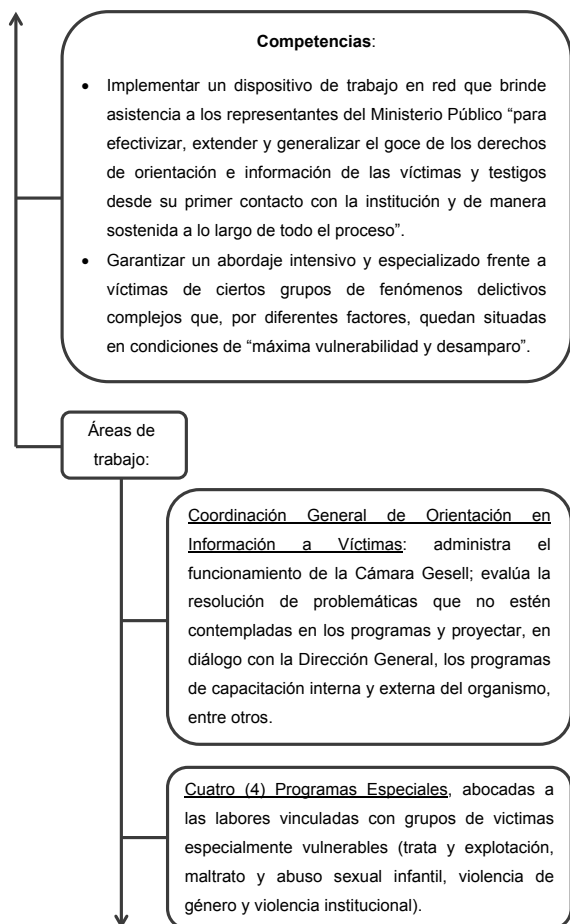 Competencias:
• Implementar un dispositivo de trabajo en red que brinde
asistencia a los representantes del Ministerio Público “para
efectivizar, extender y generalizar el goce de los derechos
de orientación e información de las víctimas y testigos
desde su primer contacto con la institución y de manera
sostenida a lo largo de todo el proceso”.
• Garantizar un abordaje intensivo y especializado frente a
víctimas de ciertos grupos de fenómenos delictivos
complejos que, por diferentes factores, quedan situadas
en condiciones de “máxima vulnerabilidad y desamparo”.
Áreas de
trabajo:
Coordinación General de Orientación en
Información a Víctimas: administra el
funcionamiento de la Cámara Gesell; evalúa la
resolución de problemáticas que no estén
contempladas en los programas y proyectar, en
diálogo con la Dirección General, los programas
de capacitación interna y externa del organismo,
entre otros.
Cuatro (4) Programas Especiales, abocadas a
las labores vinculadas con grupos de victimas
especialmente vulnerables (trata y explotación,
maltrato y abuso sexual infantil, violencia de
género y violencia institucional).